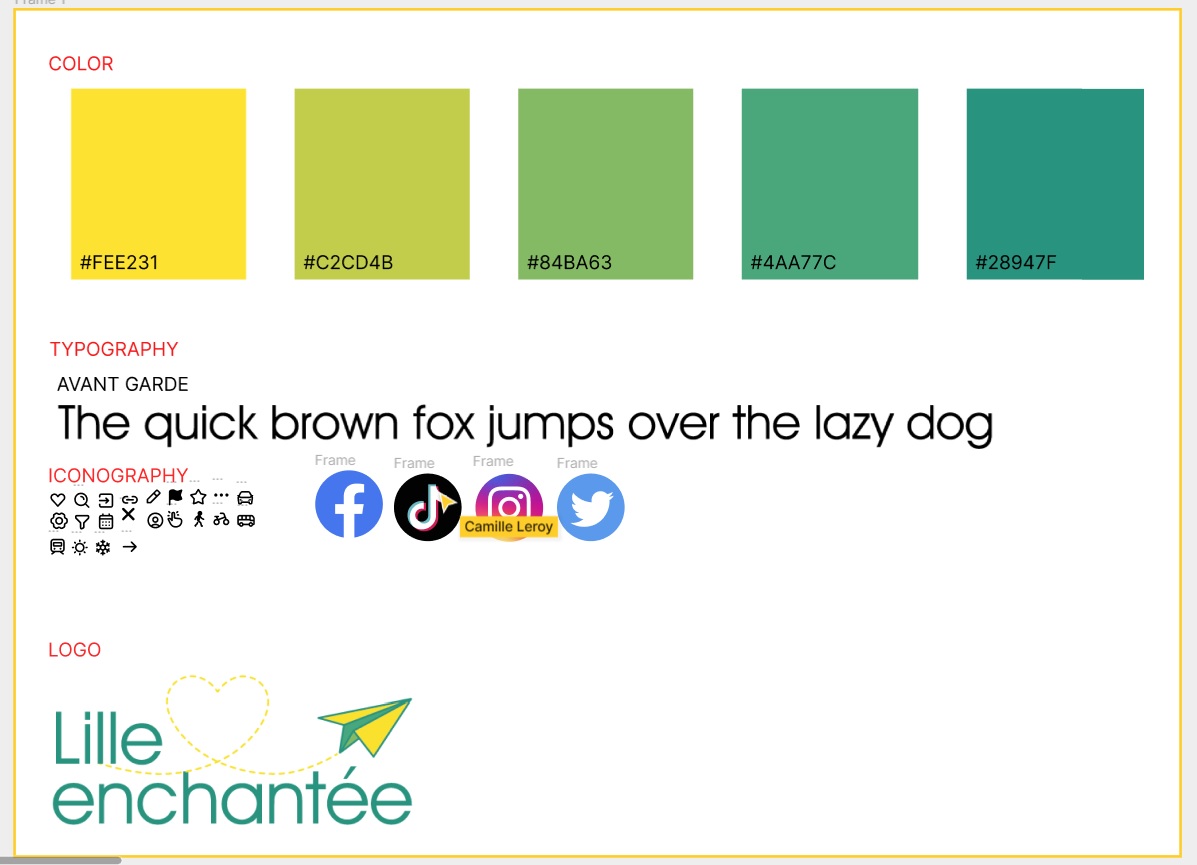 Frame 1
COLOR
#FEE231
#C2CD4B
#84BA63
#4AA77C
#28947F
TYPOGRAPHY
AVANT GARDE
The quick brown fox jumps over the lazy dog
ICONOGRAPHY
Frame
Frame
Frame
Frame
Camille Leroy
LOGO
Lille
enchantée